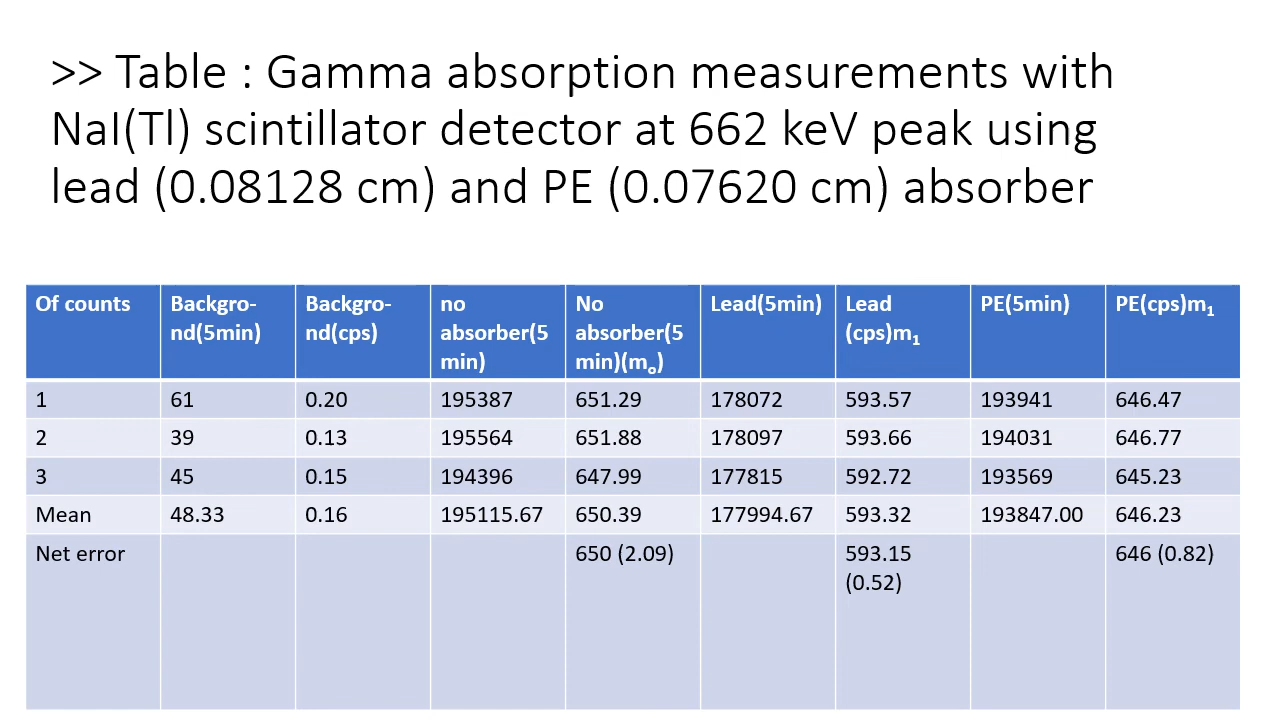 >> Table : Gamma absorption measurements with
NaI(Tl) scintillator detector at 662 keV peak using
lead (0.08128 cm) and PE (0.07620 cm) absorber
Of counts
Backgro-
nd(5min)
Backgro-
nd(cps)
no
absorber(5
min)
No
absorber(5
min)(mₒ)
Lead(5min)
Lead
(cps)m₁
PE(5min)
PE(cps)m₁
1 61 0.20 195387 651.29 178072 593.57 193941 646.47
2 39 0.13 195564 651.88 178097 593.66 194031 646.77
3 45 0.15 194396 647.99 177815 592.72 193569 645.23
Mean 48.33 0.16 195115.67 650.39 177994.67 593.32 193847.00 646.23
Net error
650 (2.09)
593.15
(0.52)
646 (0.82)